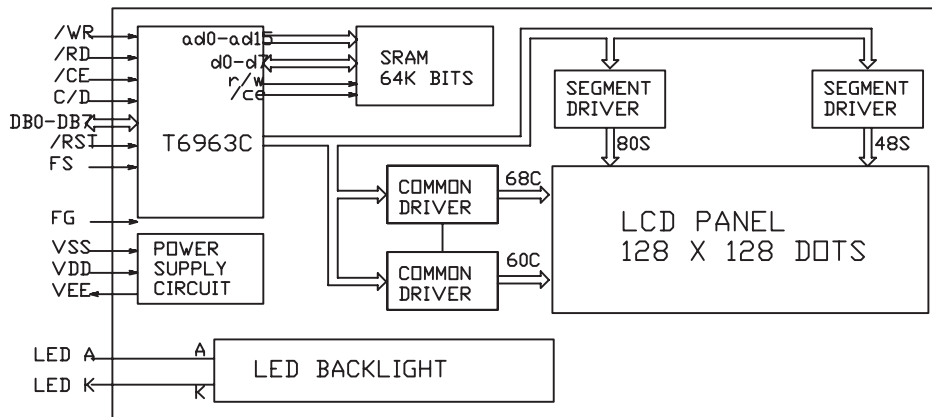 /WR
/RD
/CE
C/D
DB0-DB7
/RST
FS
FG
VSS
VDD
VEE
LED A
LED K
ad0-ad15
d0-d7
r/w
/ce
T6963C
SRAM
64K BITS
SEGMENT
DRIVER
SEGMENT
DRIVER
80S
48S
COMMON
DRIVER
68C
COMMON
DRIVER
60C
LCD PANEL
128 X 128 DOTS
POWER
SUPPLY
CIRCUIT
A
K
LED BACKLIGHT